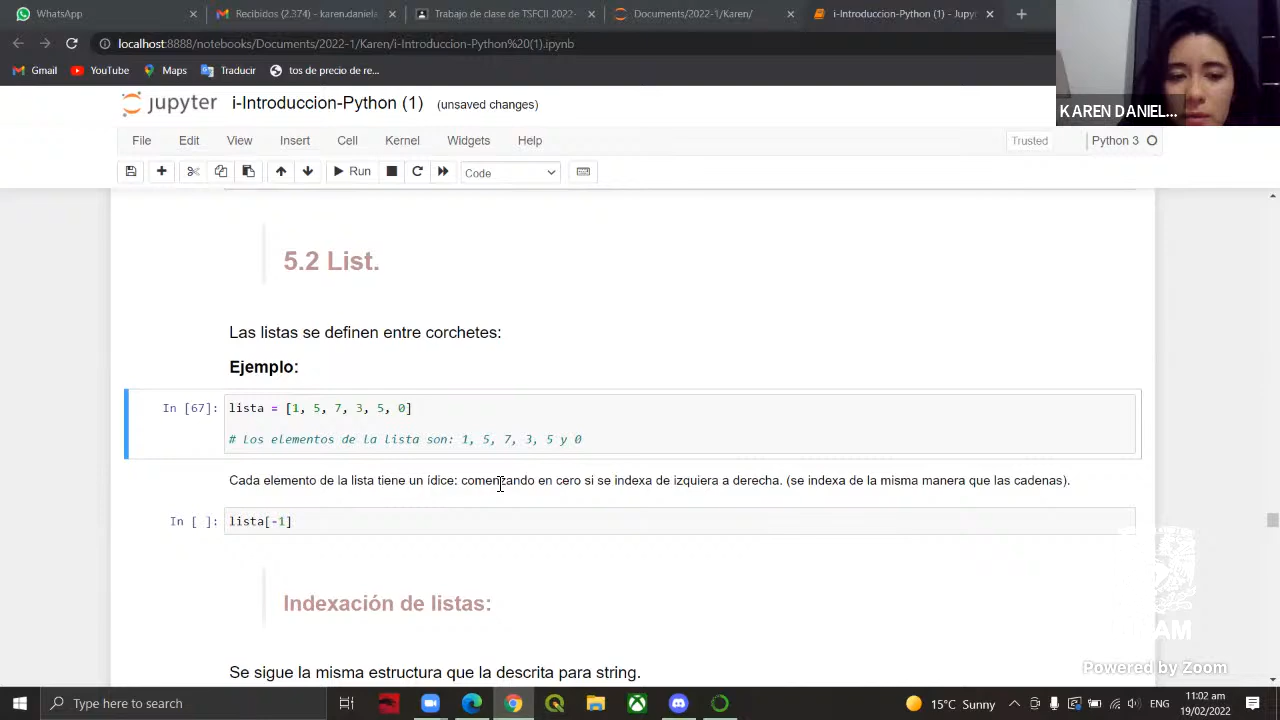 WhatsApp
Recibidos (2.374) - karen.daniela
Trabajo de clase de TSFCII 2022-
Documents/2022-1/Karen/
i-Introduccion-Python (1) - Jupyt
localhost:8888/notebooks/Documents/2022-1/Karen/i-Introduccion-Python%20(1).ipynb
Gmail YouTube Maps Traducir tos de precio de re...
KAREN DANIEL...
jupyter i-Introduccion-Python (1) (unsaved changes)
File Edit View Insert Cell Kernel Widgets Help Trusted Python 3
Run Code
5.2 List.
Las listas se definen entre corchetes:
Ejemplo:
In [67]: lista = [1, 5, 7, 3, 5, 0]
# Los elementos de la lista son: 1, 5, 7, 3, 5 y 0
Cada elemento de la lista tiene un ídice: comenzando en cero si se indexa de izquiera a derecha. (se indexa de la misma manera que las cadenas).
In [ ]: lista[-1]
Indexación de listas:
Se sigue la misma estructura que la descrita para string.
Powered by Zoom
Type here to search
15°C Sunny
ENG
11:02 am
19/02/2022